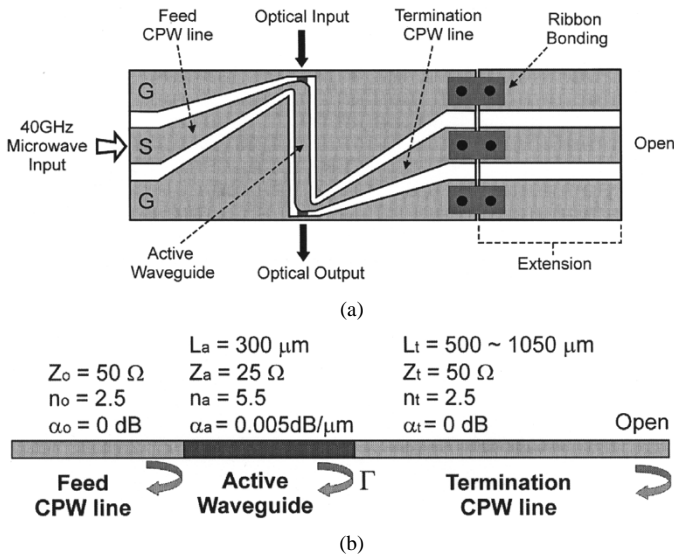 Feed
CPW line
Optical Input
Termination
CPW line
Ribbon
Bonding
G
40GHz
Microwave
Input
S
Open
G
Active
Waveguide
Optical Output
Extension
(a)
La = 300 μm
Lt = 500 ~ 1050 μm
Zo = 50 Ω
Za = 25 Ω
Zt = 50 Ω
no = 2.5
na = 5.5
nt = 2.5
αo = 0 dB
αa = 0.005dB/μm
αt = 0 dB
Open
Feed
CPW line
Active
Waveguide
Γ
Termination
CPW line
(b)